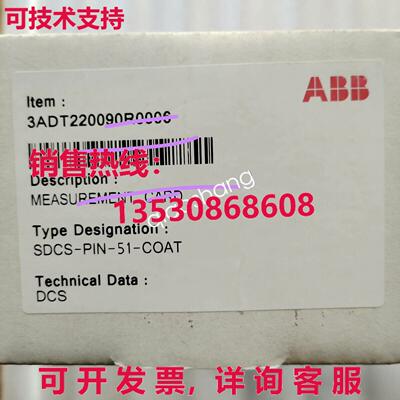 可技术支持
ABB
Item :
3ADT220090R0006
销售热线:
Description :
MEASUREMENT CARD
13530868608
Type Designation :
SDCS-PIN-51-COAT
Technical Data :
DCS
可开发票,详询客服